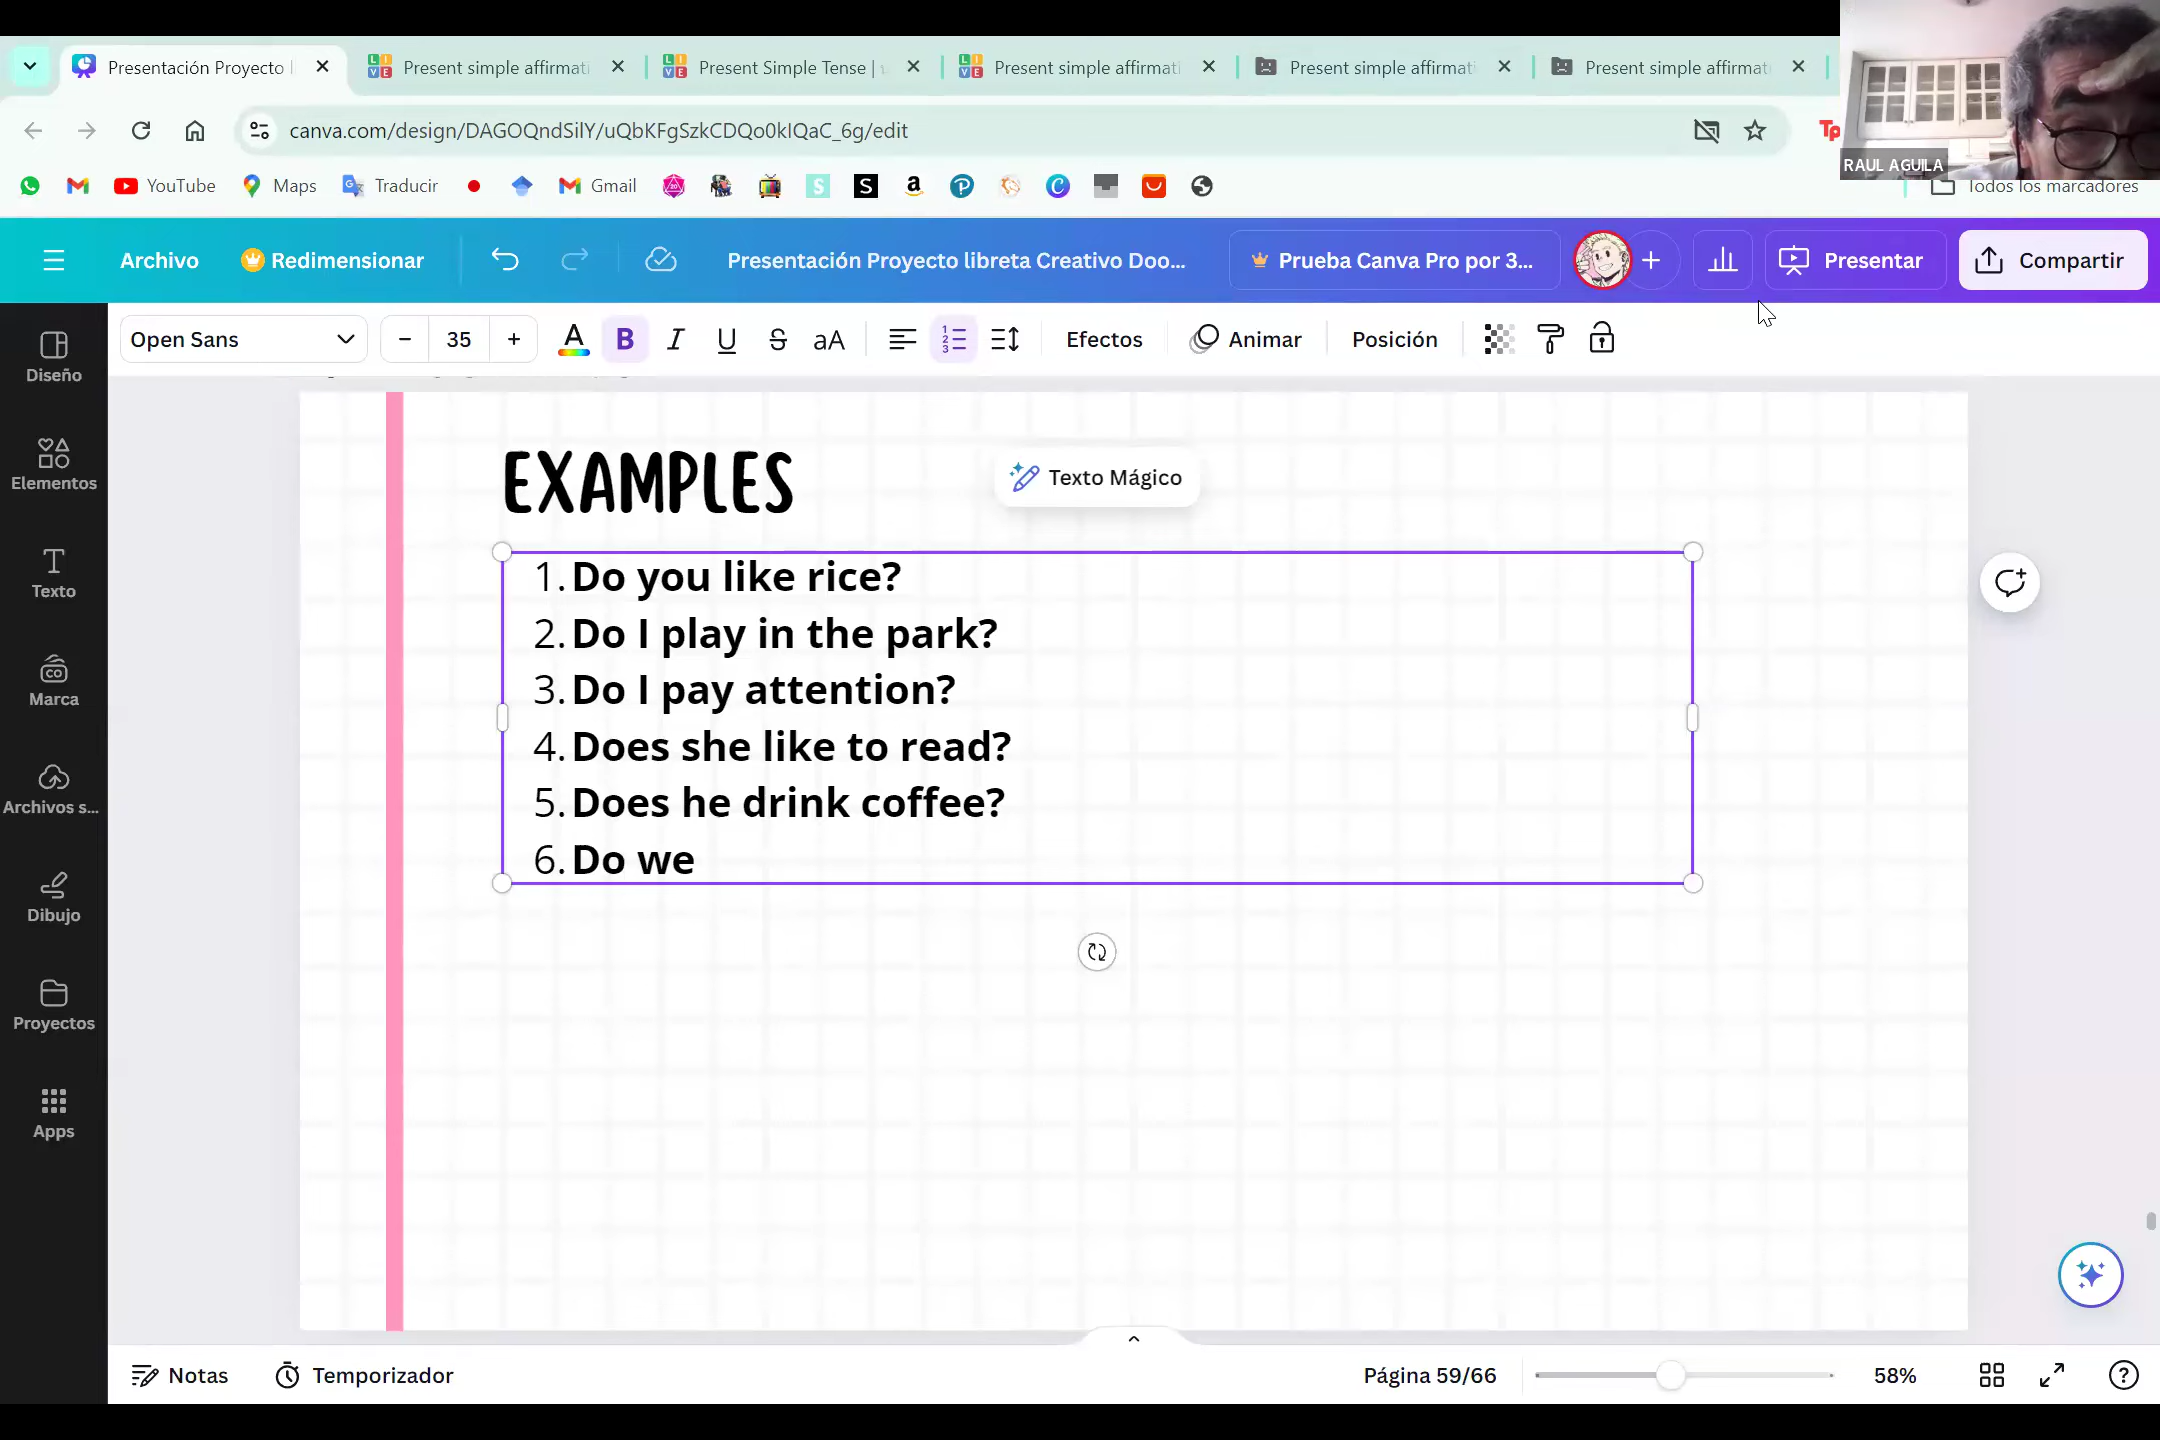 Presentación Proyecto l
Present simple affirmati
Present Simple Tense |
Present simple affirmati
Present simple affirmati
Present simple affirmat
canva.com/design/DAGOQndSilY/uQbKFgSzkCDQo0kIQaC_6g/edit
Tp
RAUL AGUILA
YouTube
Maps
Traducir
Gmail
Todos los marcadores
Archivo
Redimensionar
Presentación Proyecto libreta Creativo Doo...
Prueba Canva Pro por 3...
Presentar
Compartir
Open Sans
– 35 +
A B I U S aA
Efectos
Animar
Posición
Diseño
Elementos
Texto
Marca
Archivos s...
Dibujo
Proyectos
Apps
EXAMPLES
Texto Mágico
1. Do you like rice?
2. Do I play in the park?
3. Do I pay attention?
4. Does she like to read?
5. Does he drink coffee?
6. Do we
Notas
Temporizador
Página 59/66
58%